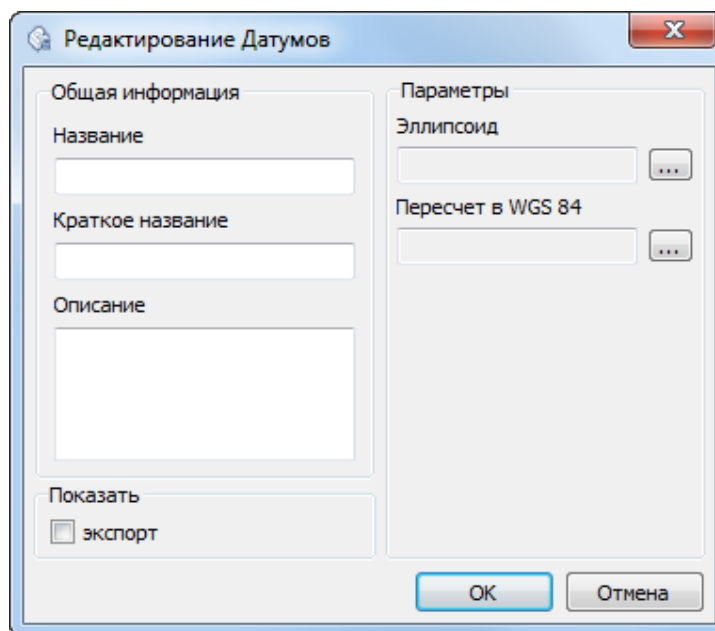 Редактирование Датумов
Общая информация
Название
Краткое название
Описание
Показать
экспорт
Параметры
Эллипсоид
...
Пересчет в WGS 84
...
OK
Отмена